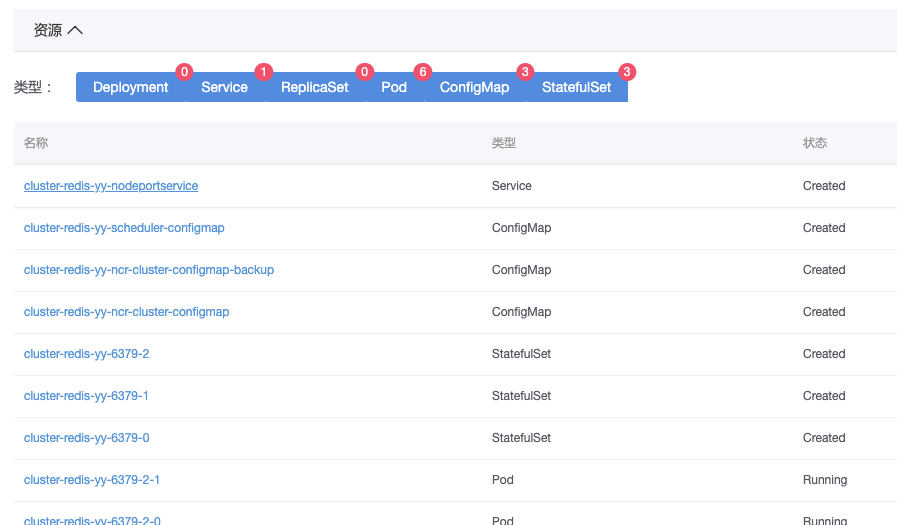 资源
类型： Deployment 0 Service 1 ReplicaSet 0 Pod 6 ConfigMap 3 StatefulSet 3
名称 类型 状态
cluster-redis-yy-nodeportservice Service Created
cluster-redis-yy-scheduler-configmap ConfigMap Created
cluster-redis-yy-ncr-cluster-configmap-backup ConfigMap Created
cluster-redis-yy-ncr-cluster-configmap ConfigMap Created
cluster-redis-yy-6379-2 StatefulSet Created
cluster-redis-yy-6379-1 StatefulSet Created
cluster-redis-yy-6379-0 StatefulSet Created
cluster-redis-yy-6379-2-1 Pod Running
cluster-redis-yy-6379-2-0 Pod Running